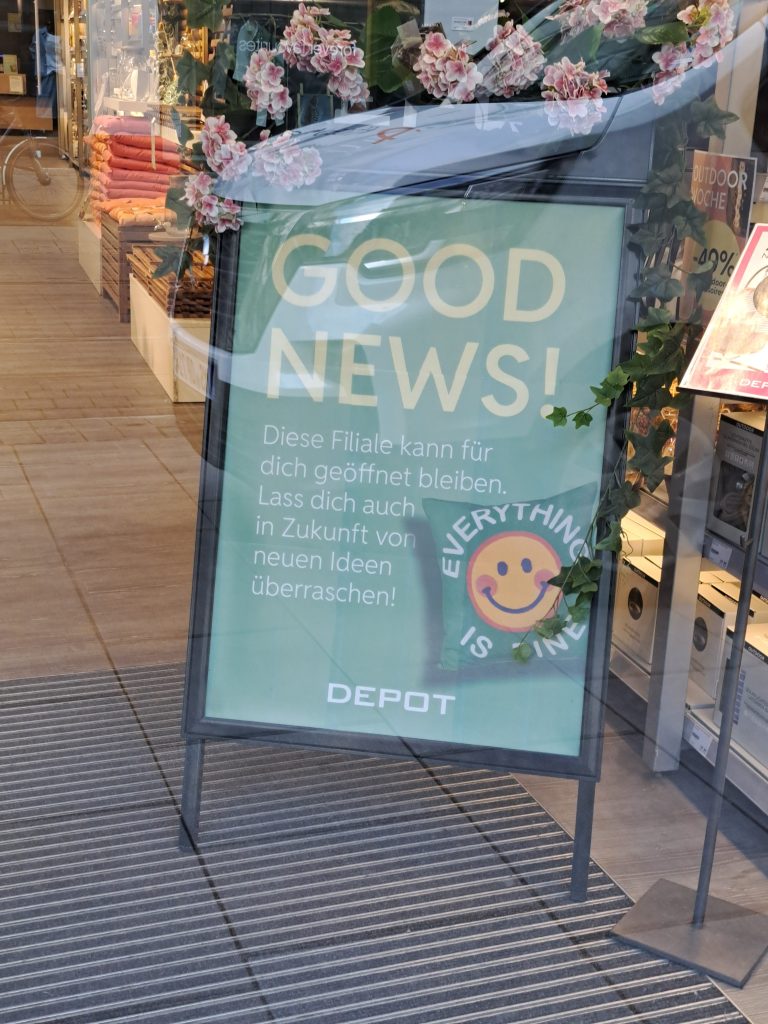 GOOD
NEWS!
Diese Filiale kann für
dich geöffnet bleiben.
Lass dich auch
in Zukunft von
neuen Ideen
überraschen!
EVERYTHING
IS FINE
DEPOT
OUTDOOR
WOCHE